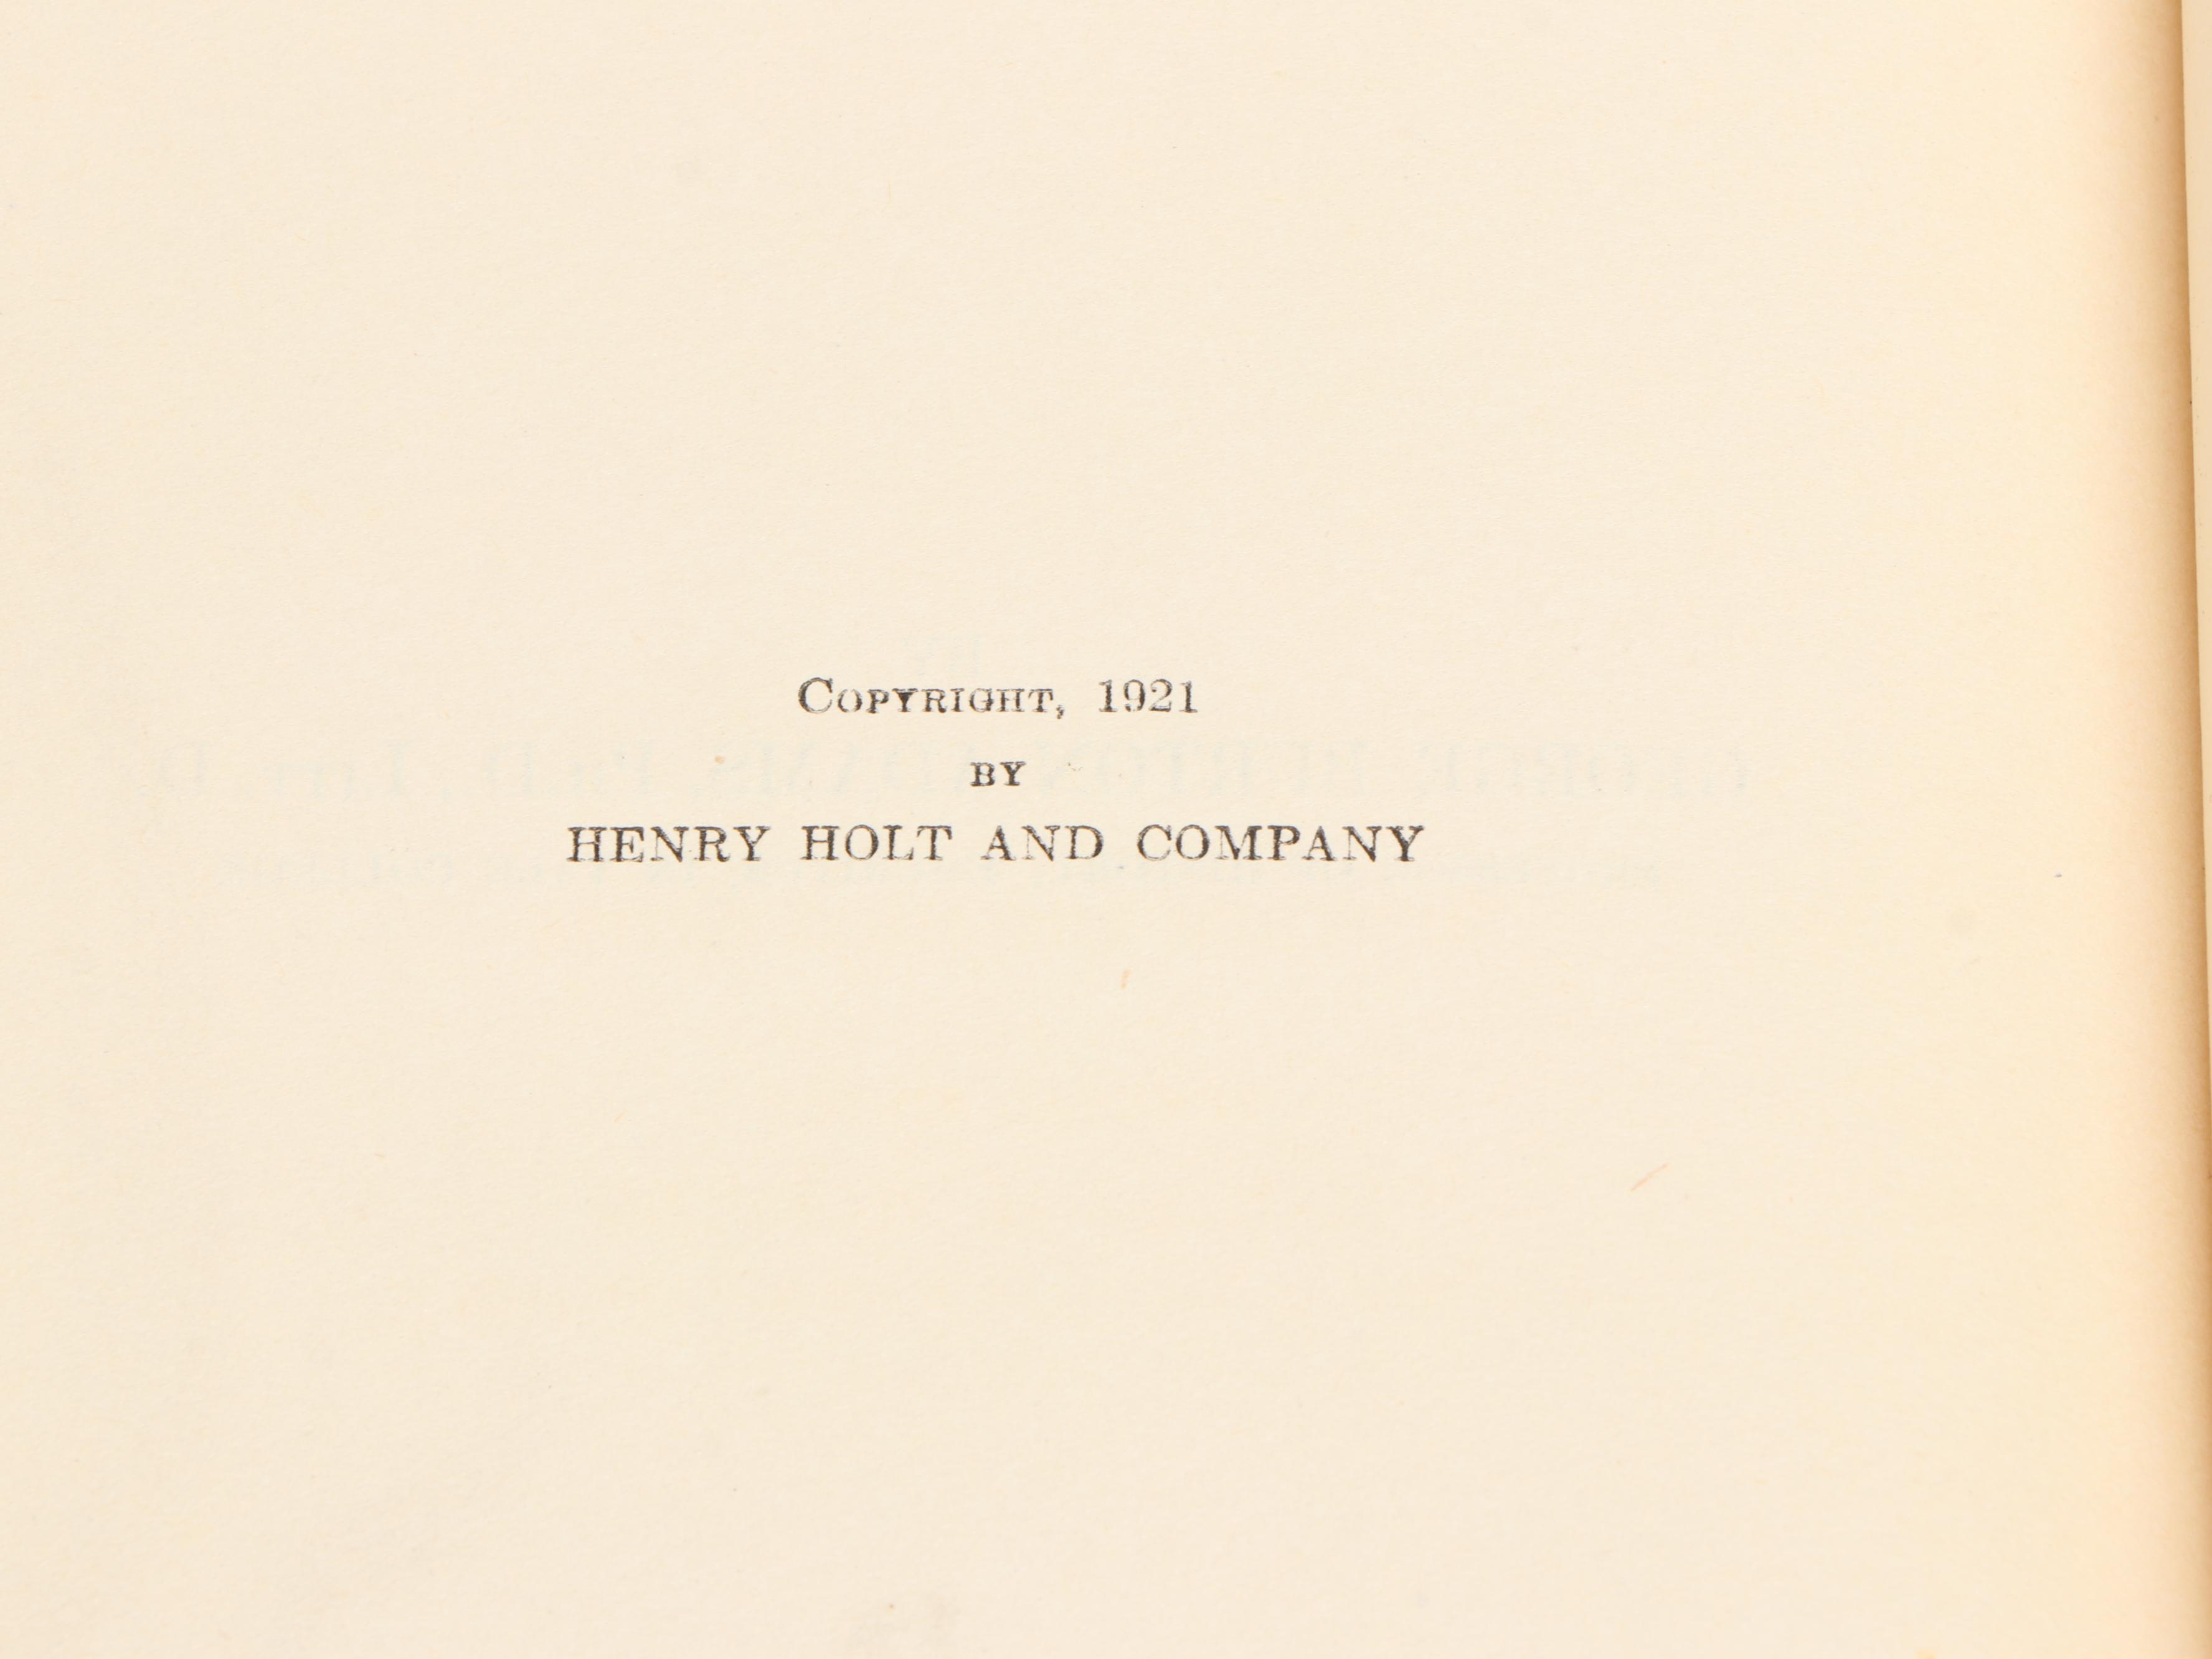 Copyright, 1921
BY
HENRY HOLT AND COMPANY